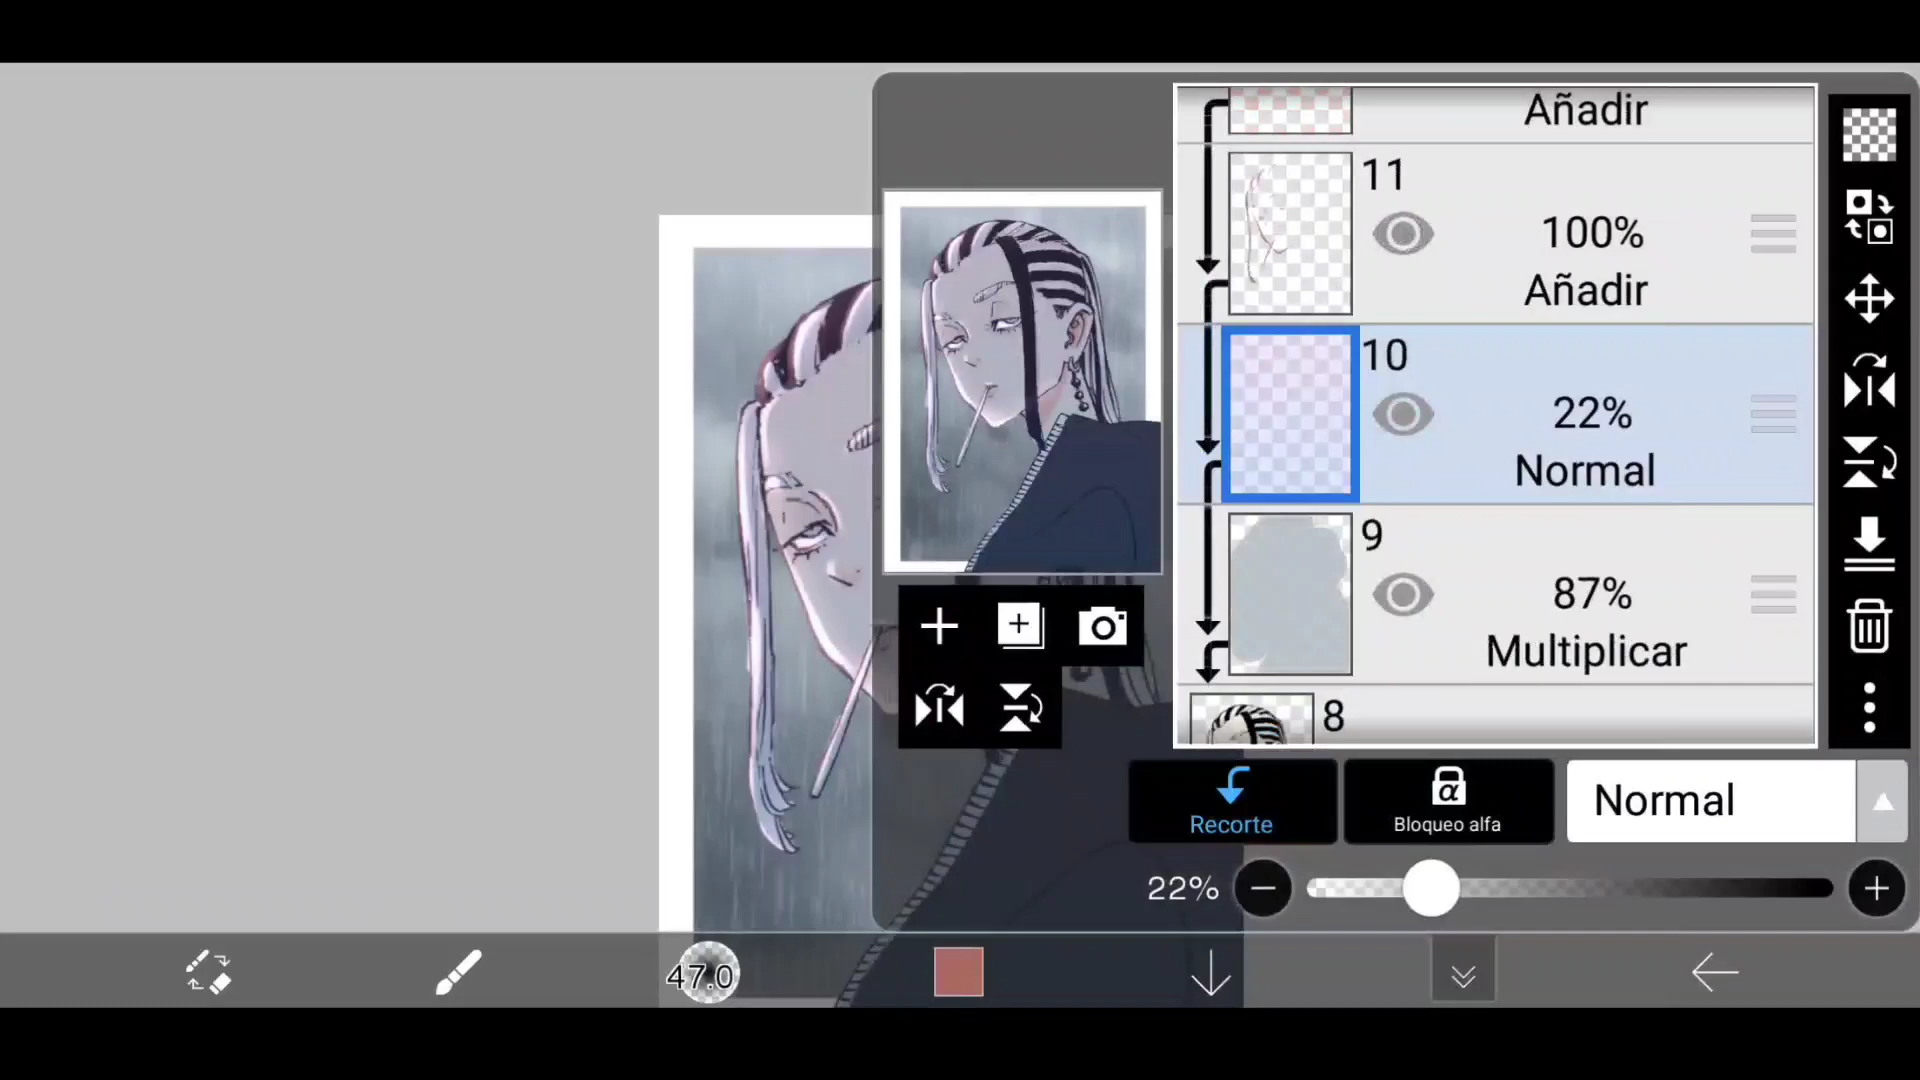 Añadir
11
100%
Añadir
10
22%
Normal
9
87%
Multiplicar
8
Recorte
α
Bloqueo alfa
Normal
22%
47.0